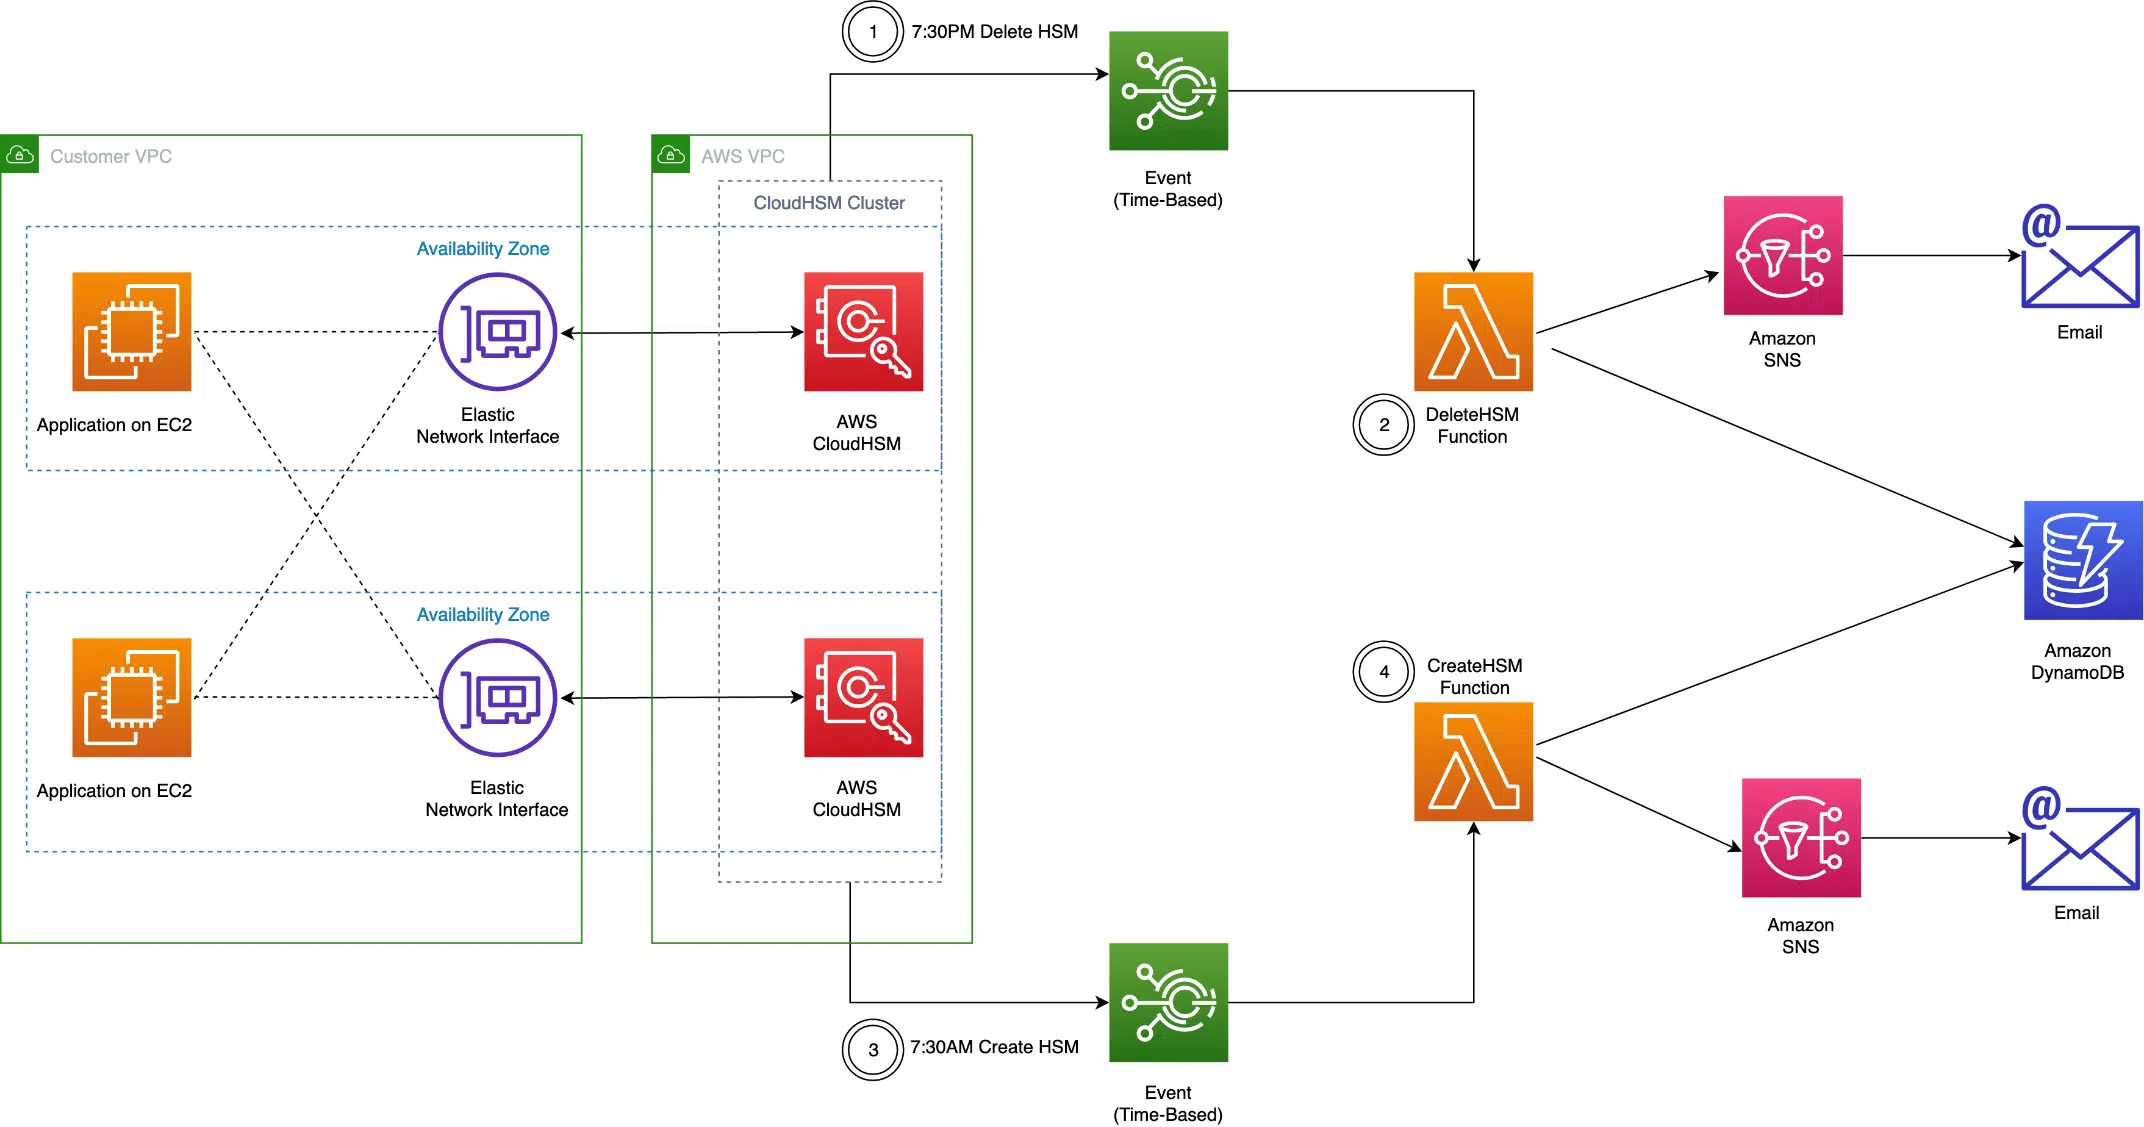 1
7:30PM Delete HSM
Event
(Time-Based)
Customer VPC
AWS VPC
CloudHSM Cluster
Availability Zone
Application on EC2
Elastic
Network Interface
AWS
CloudHSM
2
DeleteHSM
Function
Amazon
SNS
@
Email
Availability Zone
Application on EC2
Elastic
Network Interface
AWS
CloudHSM
4
CreateHSM
Function
Amazon
DynamoDB
Amazon
SNS
@
Email
3
7:30AM Create HSM
Event
(Time-Based)